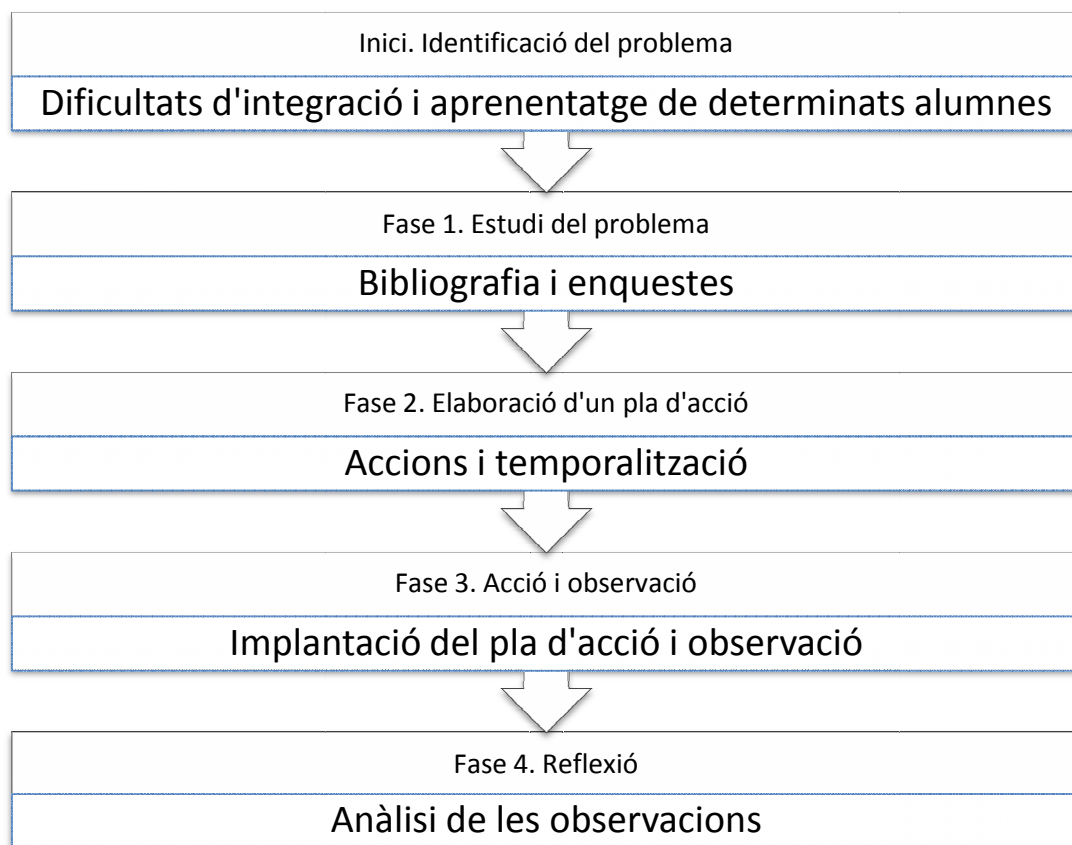 Inici. Identificació del problema
Dificultats d'integració i aprenentatge de determinats alumnes
Fase 1. Estudi del problema
Bibliografia i enquestes
Fase 2. Elaboració d'un pla d'acció
Accions i temporalització
Fase 3. Acció i observació
Implantació del pla d'acció i observació
Fase 4. Reflexió
Anàlisi de les observacions